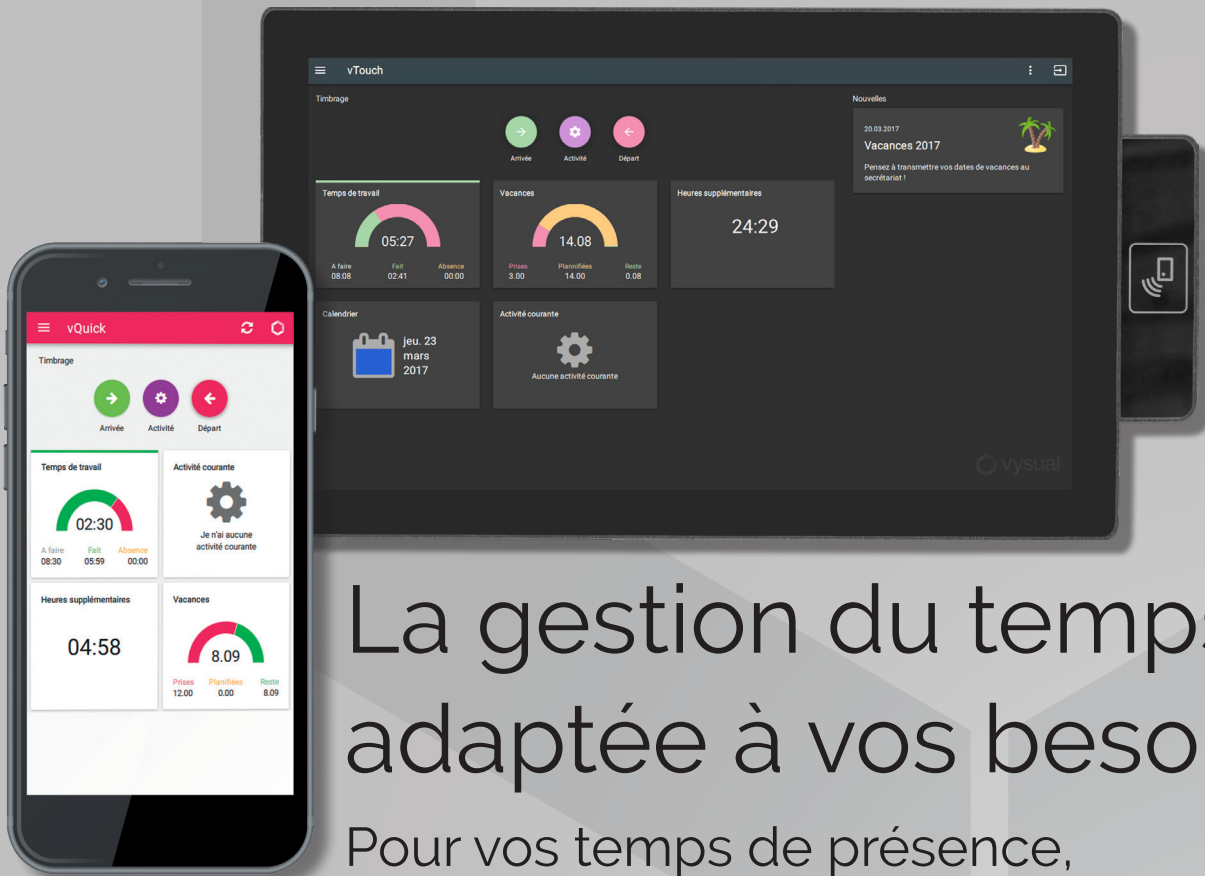 vTouch
Timbrage
Arrivée
Activité
Départ
Nouvelles
20.03.2017
Vacances 2017
Pensez à transmettre vos dates de vacances au
secrétariat !
Temps de travail
05:27
A faire
Fait
Absence
08:08
02:41
00:00
Vacances
14.08
Prises
Plannifiées
Reste
3.00
14.00
0.08
Heures supplémentaires
24:29
Calendrier
jeu. 23
mars
2017
Activité courante
Aucune activité courante
vysual
vQuick
Timbrage
Arrivée
Activité
Départ
Temps de travail
02:30
A faire
Fait
Absence
08:30
05:59
00:00
Activité courante
Je n'ai aucune
activité courante
Heures supplémentaires
04:58
Vacances
8.09
Prises
Planifiées
Reste
12.00
0.00
8.09
La gestion du temps
adaptée à vos beso
Pour vos temps de présence,